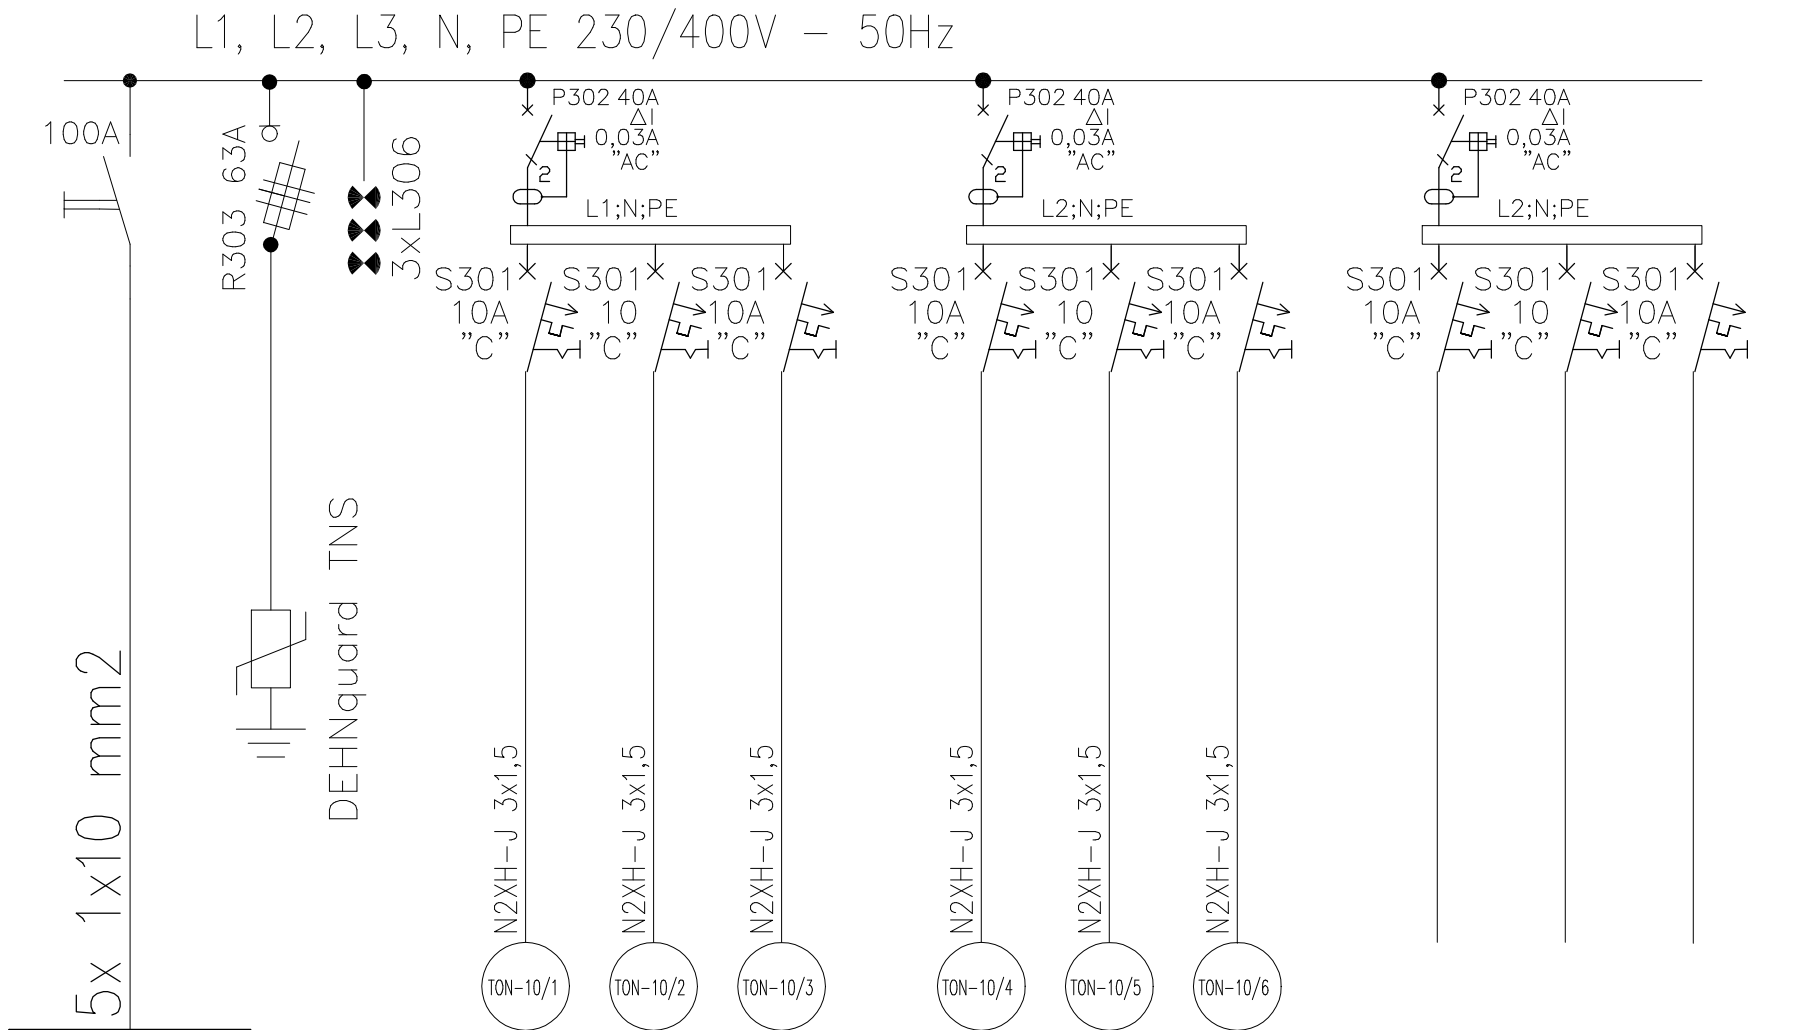 L1, L2, L3, N, PE 230/400V - 50Hz
100A
R303 63A
3xL306
5x 1x10 mm2
DEHNquard TNS
P302 40A
△I
0,03A
"AC"
2
L1;N;PE
S301
10A
"C"
S301
10
"C"
S301
10A
"C"
N2XH-J 3x1,5
N2XH-J 3x1,5
N2XH-J 3x1,5
TON-10/1
TON-10/2
TON-10/3
P302 40A
△I
0,03A
"AC"
2
L2;N;PE
S301
10A
"C"
S301
10
"C"
S301
10A
"C"
N2XH-J 3x1,5
N2XH-J 3x1,5
N2XH-J 3x1,5
TON-10/4
TON-10/5
TON-10/6
P302 40A
△I
0,03A
"AC"
2
L2;N;PE
S301
10A
"C"
S301
10
"C"
S301
10A
"C"